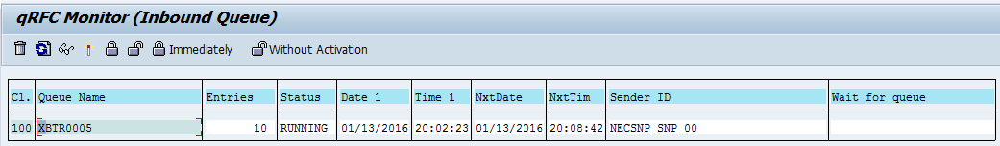 qRFC Monitor (Inbound Queue)
Immediately Without Activation
Cl. Queue Name Entries Status Date 1 Time 1 NxtDate NxtTim Sender ID Wait for queue
100 XBTR0005 10 RUNNING 01/13/2016 20:02:23 01/13/2016 20:08:42 NECSNP_SNP_00